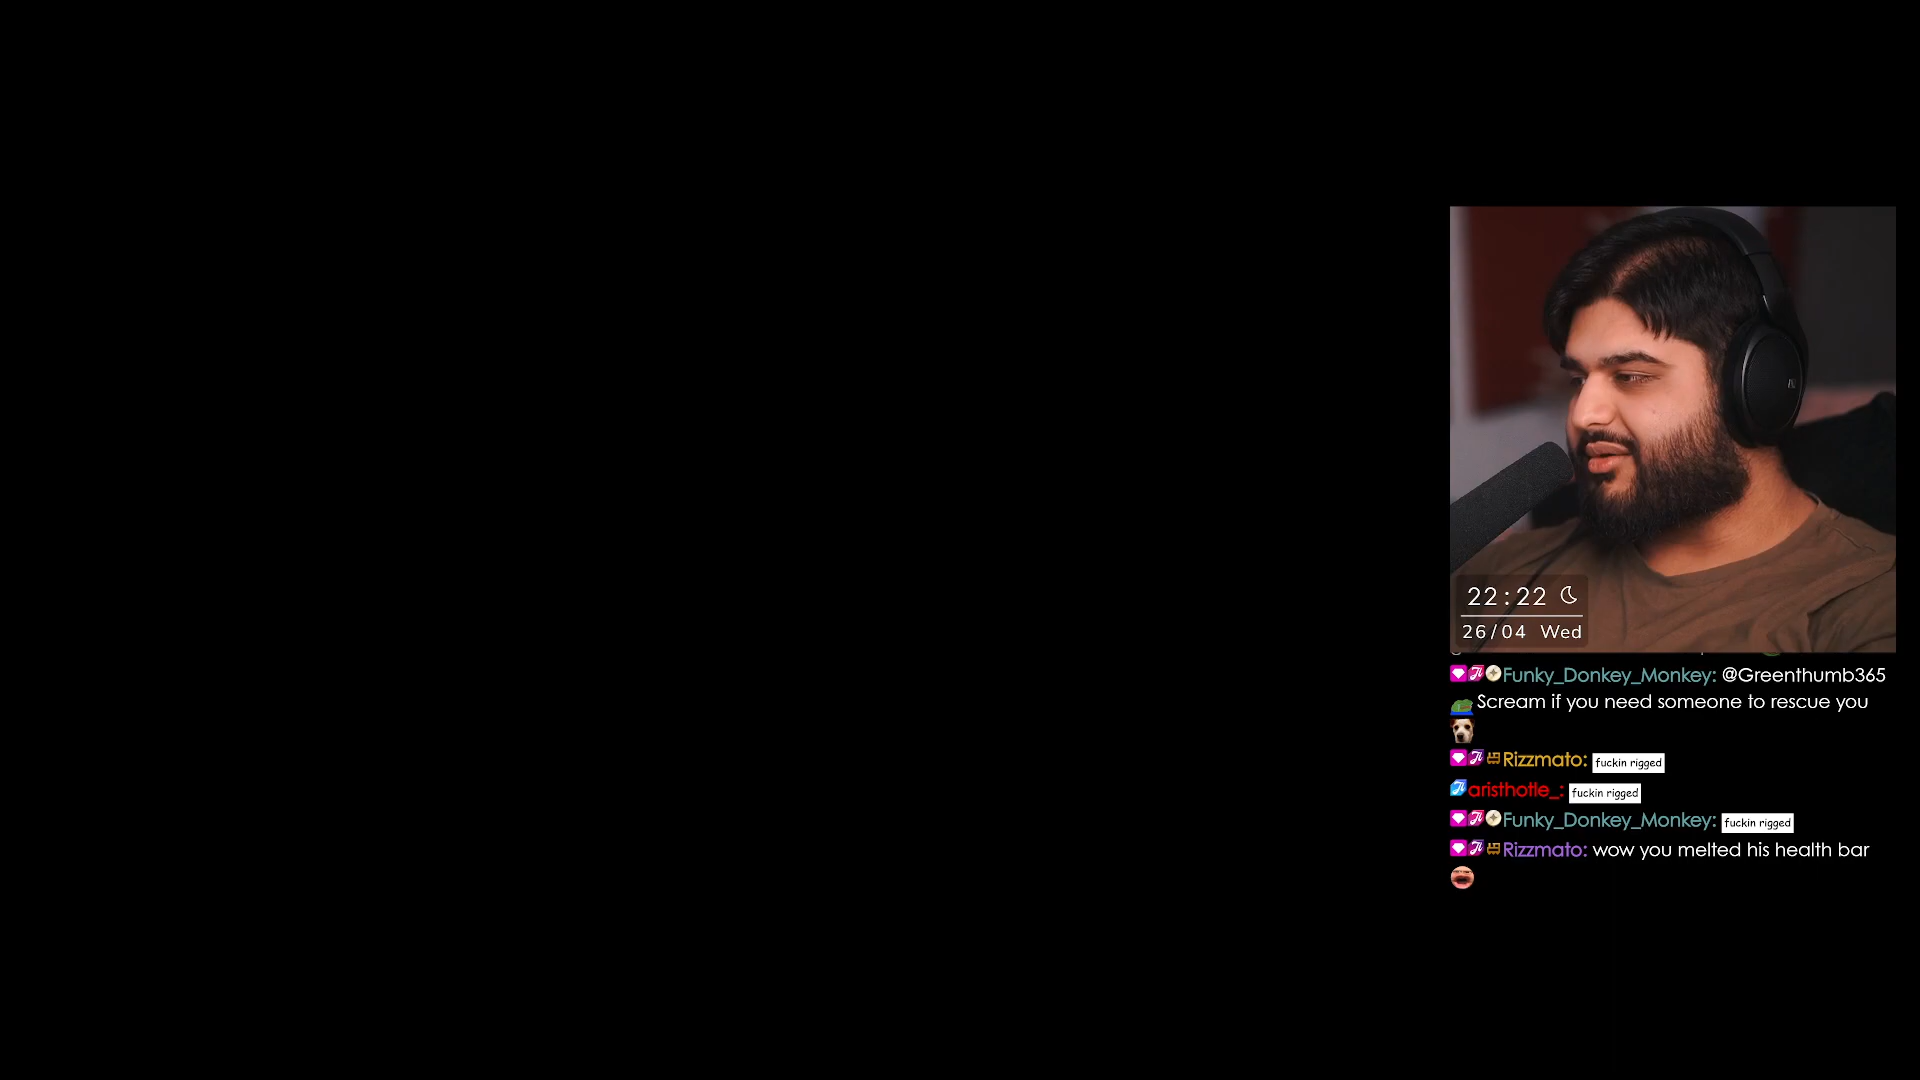 22:22
26/04 Wed
Funky_Donkey_Monkey: @Greenthumb365
Scream if you need someone to rescue you
Rizzmato: fuckin rigged
aristhotle_: fuckin rigged
Funky_Donkey_Monkey: fuckin rigged
Rizzmato: wow you melted his health bar